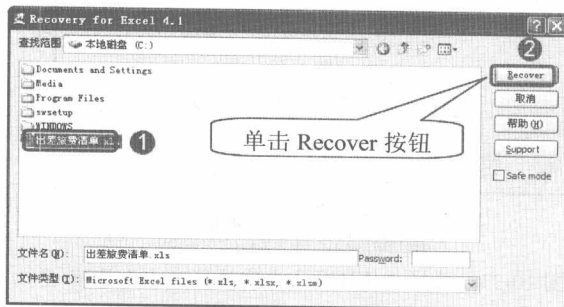 Recovery for Excel 4.1
查找范围 本地磁盘 (C:)
Documents and Settings
Media
Program Files
swsetup
WINDOWS
出差旅费清单.xls
1
2
Recover
取消
帮助(H)
Support
Safe mode
单击 Recover 按钮
文件名(N): 出差旅费清单.xls Password:
文件类型(T): Microsoft Excel files (*.xls, *.xlsx, *.xlsm)